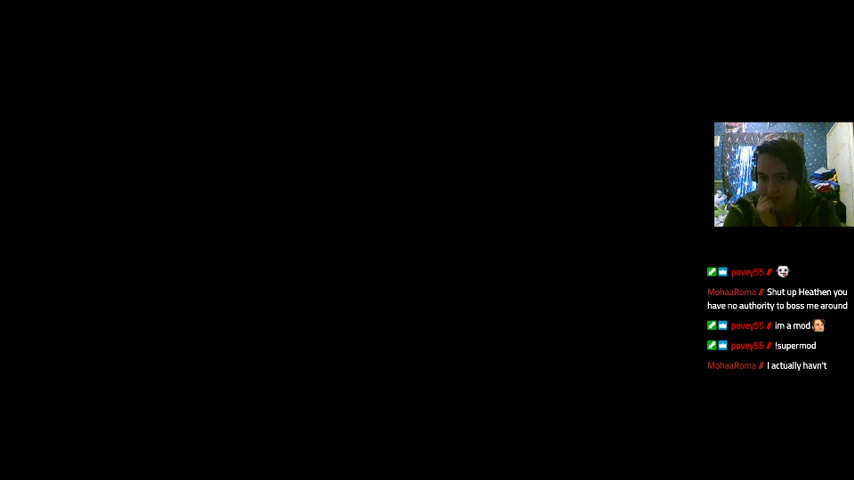 povey55 //
MohaaRoma // Shut up Heathen you
have no authority to boss me around
povey55 // Im a mod
povey55 // !supermod
MohaaRoma // I actually havn't